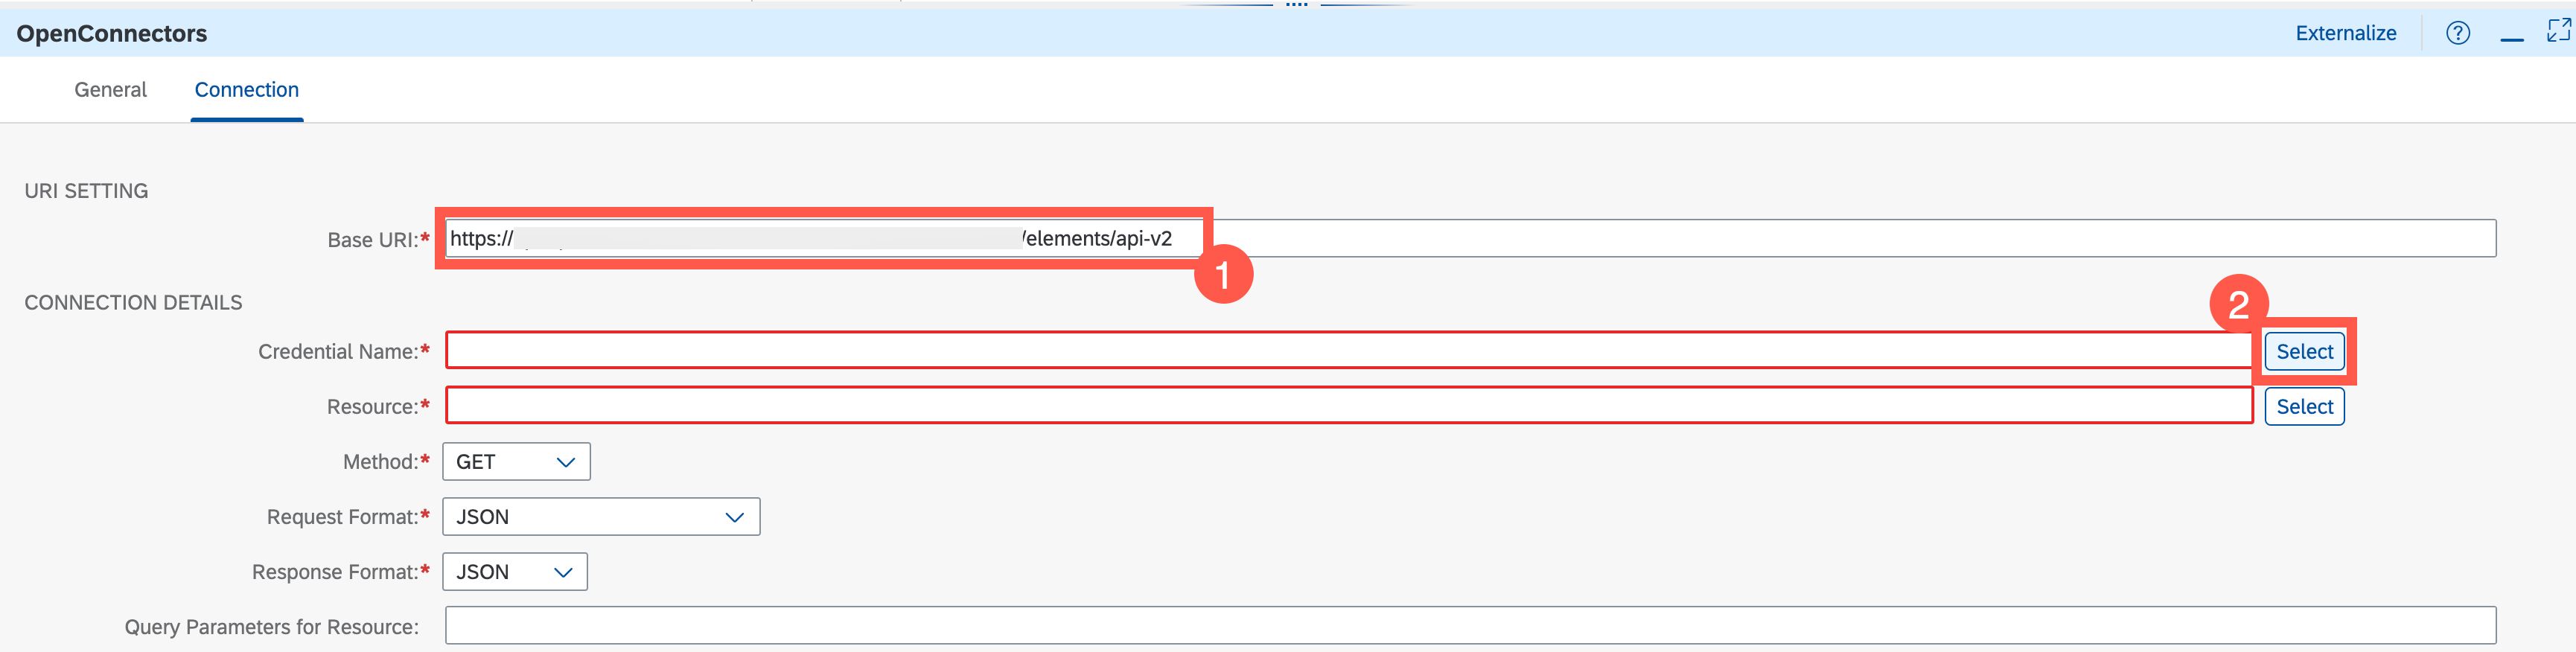 OpenConnectors
Externalize
General Connection
URI SETTING
Base URI:* https:// /elements/api-v2
1
CONNECTION DETAILS
2
Credential Name:* Select
Resource:* Select
Method:* GET
Request Format:* JSON
Response Format:* JSON
Query Parameters for Resource: